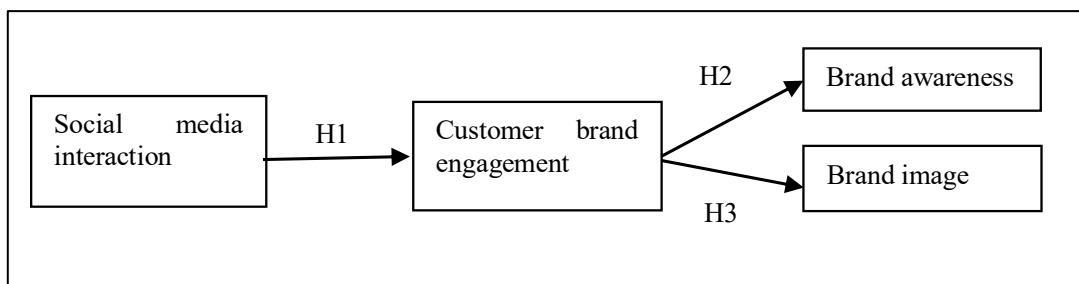 Social media
interaction
H1
Customer brand
engagement
H2
Brand awareness
H3
Brand image